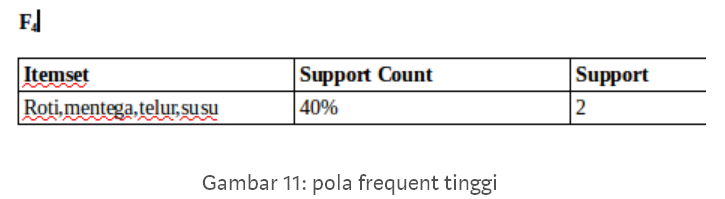 F4
Itemset Support Count Support
Roti,mentega,telur,susu 40% 2
Gambar 11: pola frequent tinggi